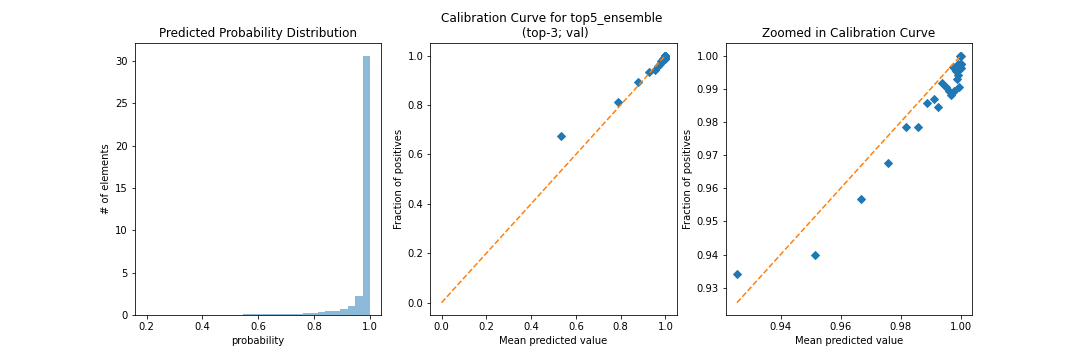 Predicted Probability Distribution
# of elements
30
25
20
15
10
5
0
0.2 0.4 0.6 0.8 1.0
probability
Calibration Curve for top5_ensemble
(top-3; val)
Fraction of positives
1.0
0.8
0.6
0.4
0.2
0.0
0.0 0.2 0.4 0.6 0.8 1.0
Mean predicted value
Zoomed in Calibration Curve
Fraction of positives
1.00
0.99
0.98
0.97
0.96
0.95
0.94
0.93
0.94 0.96 0.98 1.00
Mean predicted value